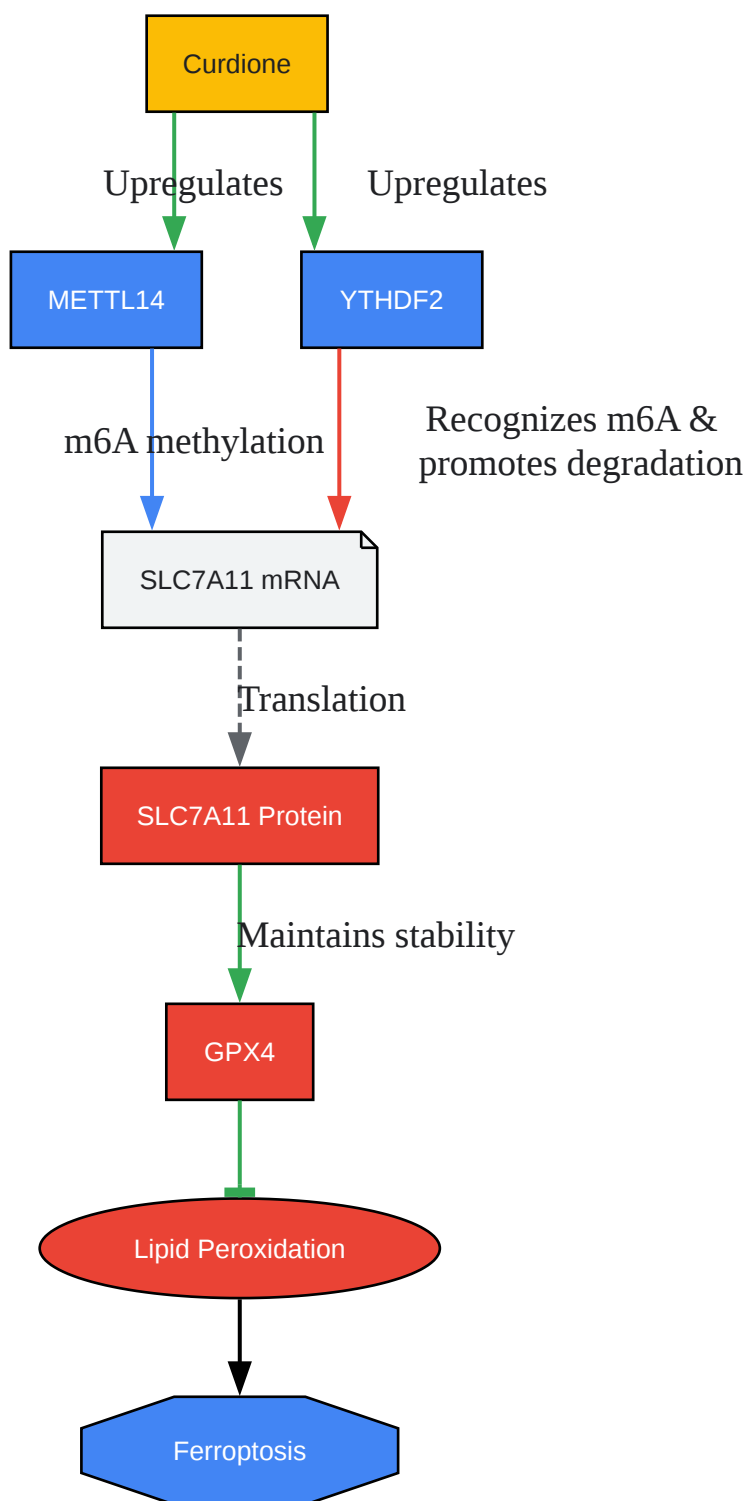 Curdione
Upregulates
Upregulates
METTL14
YTHDF2
m6A methylation
Recognizes m6A &
promotes degradation
SLC7A11 mRNA
Translation
SLC7A11 Protein
Maintains stability
GPX4
Lipid Peroxidation
Ferroptosis